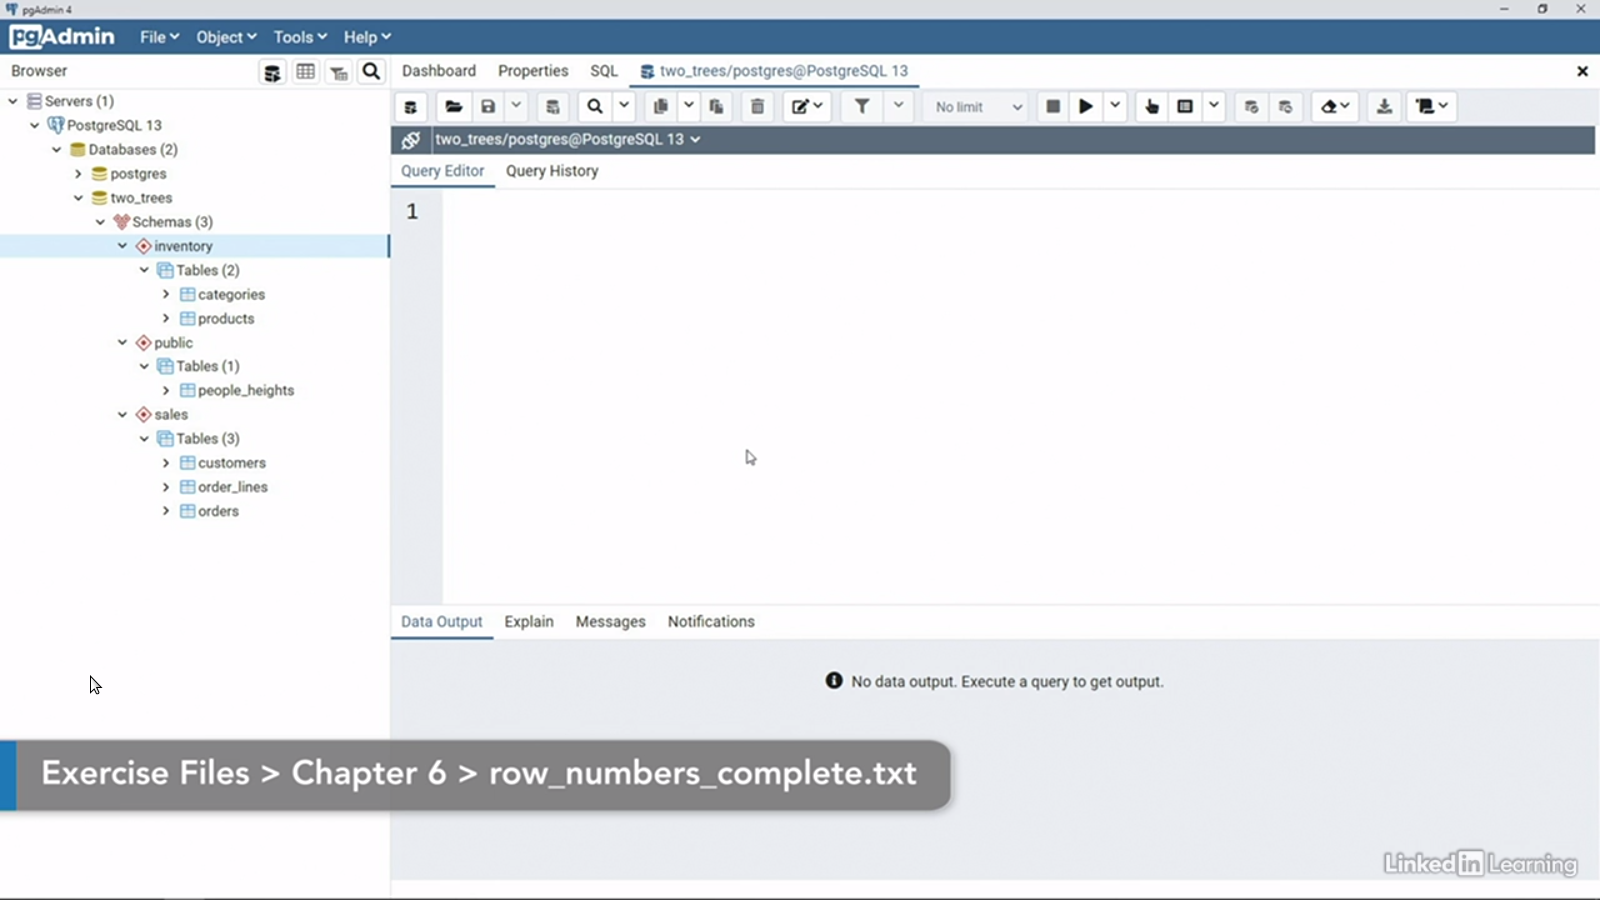 pgAdmin 4
pgAdmin File Object Tools Help
Browser
Dashboard Properties SQL two_trees/postgres@PostgreSQL 13
Servers (1)
PostgreSQL 13
Databases (2)
postgres
two_trees
Schemas (3)
inventory
Tables (2)
categories
products
public
Tables (1)
people_heights
sales
Tables (3)
customers
order_lines
orders
No limit
two_trees/postgres@PostgreSQL 13
Query Editor Query History
1
Data Output Explain Messages Notifications
No data output. Execute a query to get output.
Exercise Files > Chapter 6 > row_numbers_complete.txt
Linked in Learning